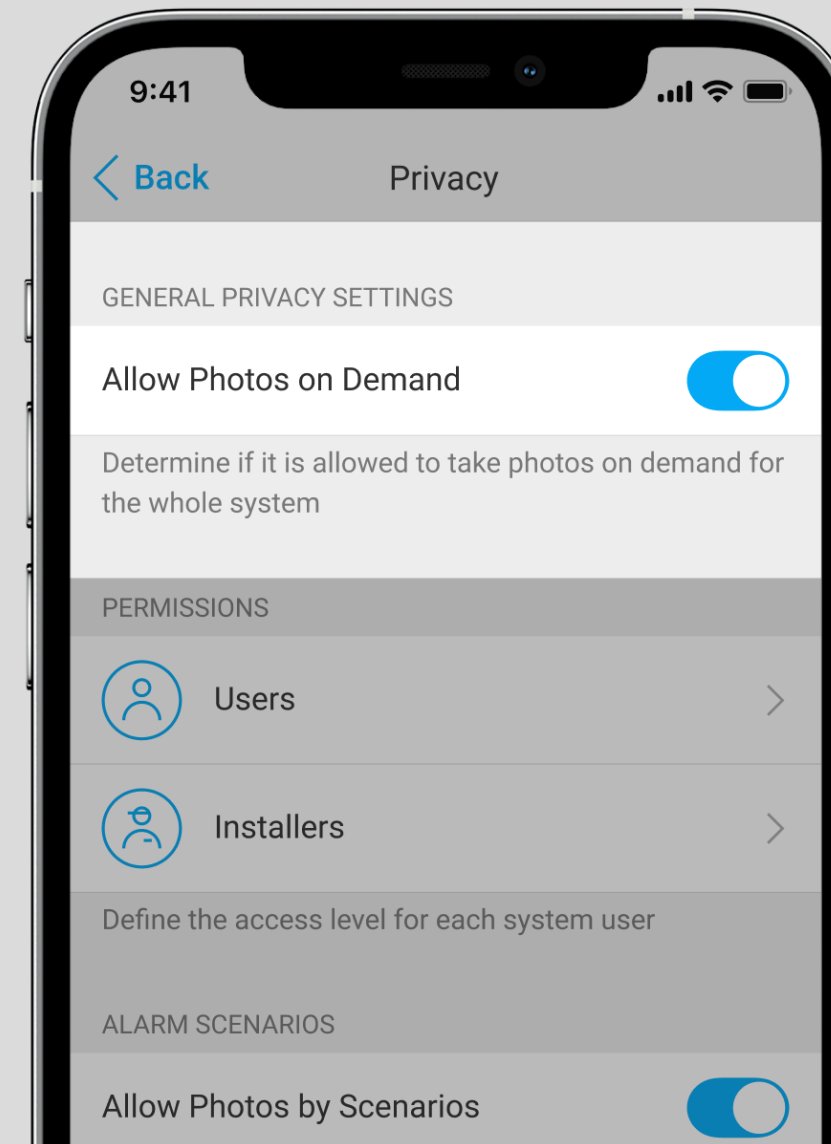 9:41
Back
Privacy
GENERAL PRIVACY SETTINGS
Allow Photos on Demand
Determine if it is allowed to take photos on demand for
the whole system
PERMISSIONS
Users
Installers
Define the access level for each system user
ALARM SCENARIOS
Allow Photos by Scenarios